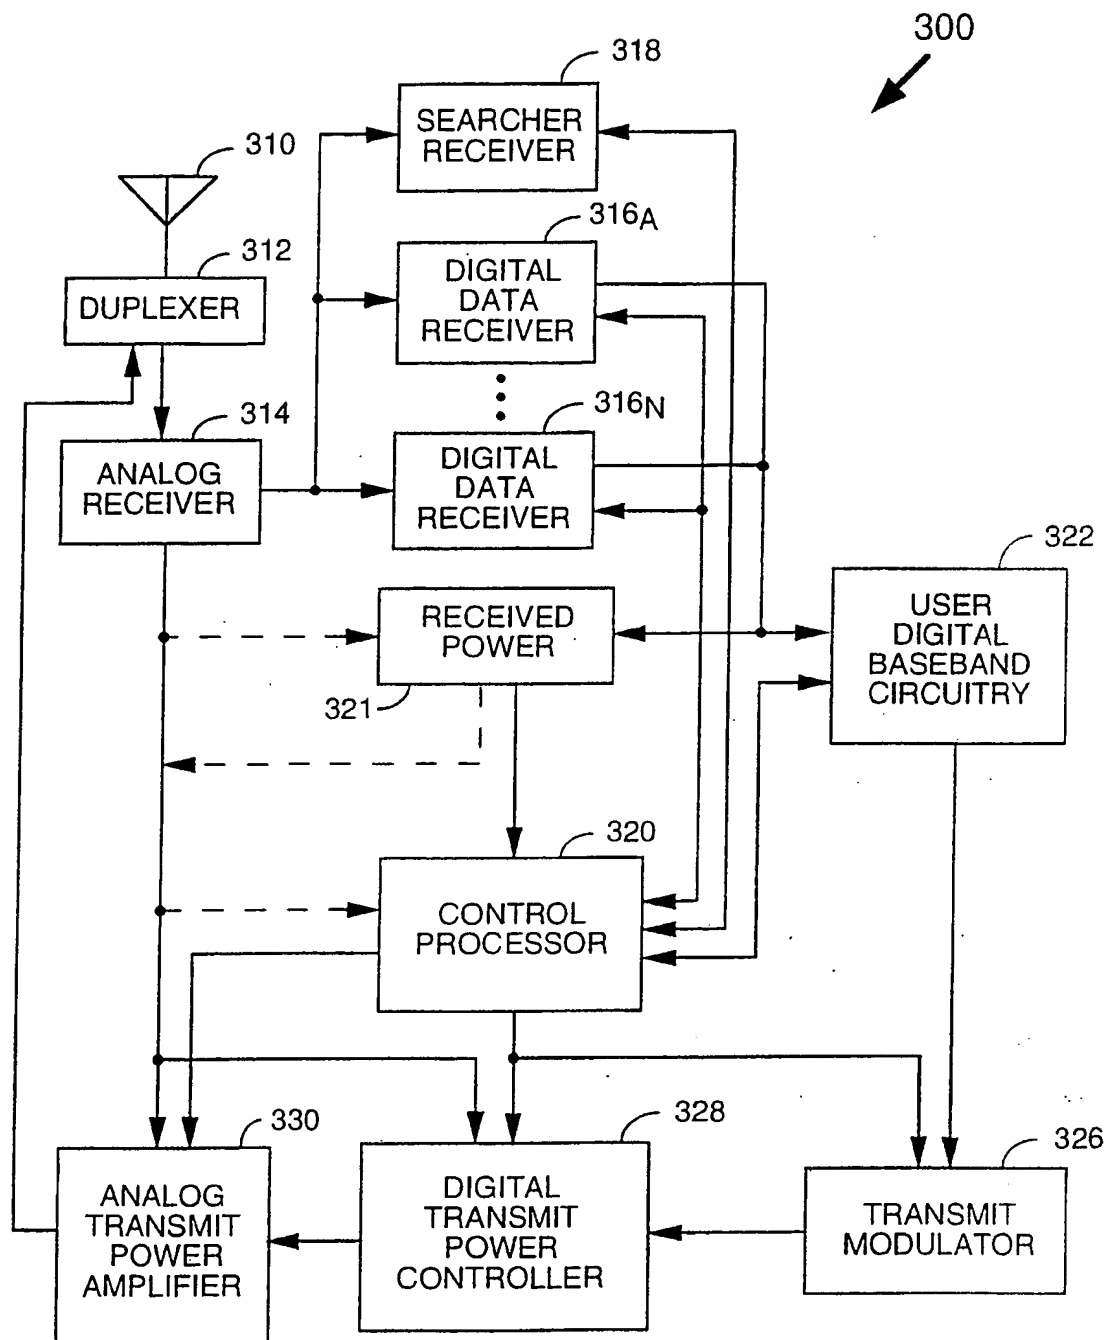 300
318
SEARCHER
RECEIVER
310
316A
312
DIGITAL
DATA
RECEIVER
DUPLEXER
314
316N
ANALOG
RECEIVER
DIGITAL
DATA
RECEIVER
322
USER
DIGITAL
BASEBAND
CIRCUITRY
RECEIVED
POWER
321
320
CONTROL
PROCESSOR
330
328
326
ANALOG
TRANSMIT
POWER
AMPLIFIER
DIGITAL
TRANSMIT
POWER
CONTROLLER
TRANSMIT
MODULATOR